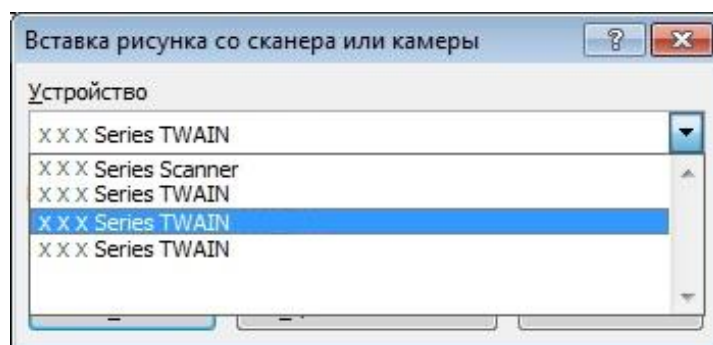 Вставка рисунка со сканера или камеры
Устройство
X X X Series TWAIN
X X X Series Scanner
X X X Series TWAIN
X X X Series TWAIN
X X X Series TWAIN